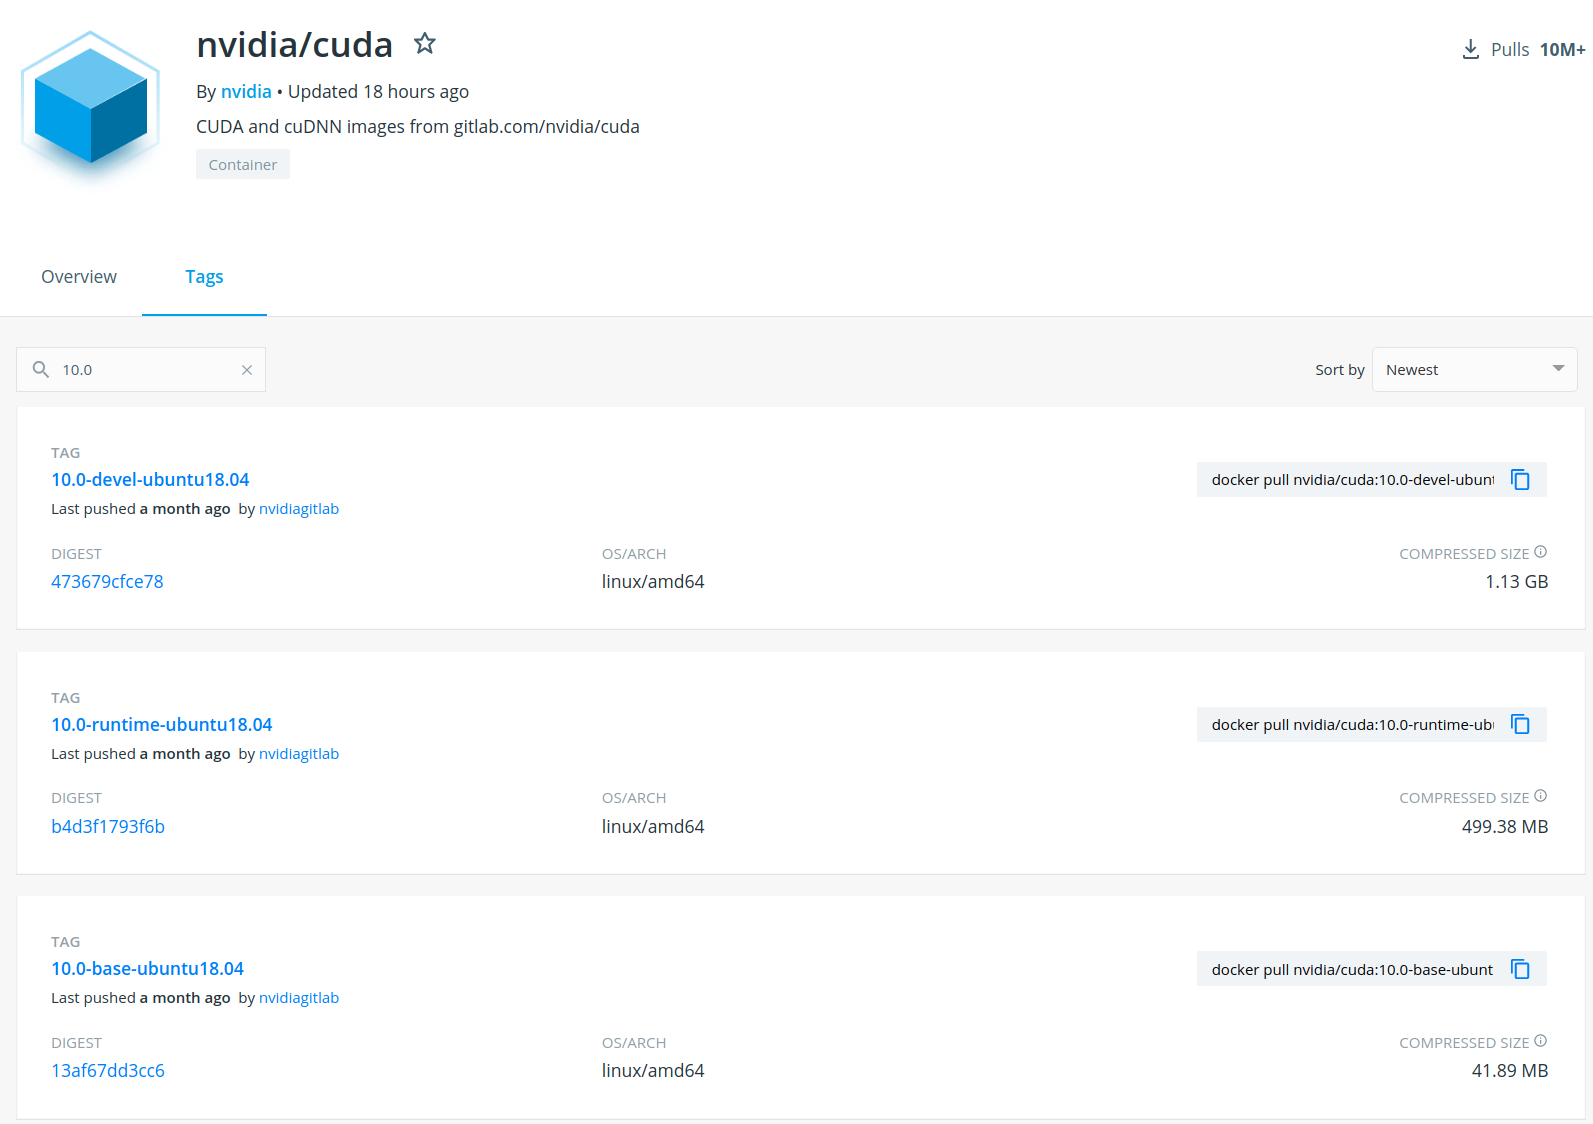 nvidia/cuda
Pulls 10M+
By nvidia • Updated 18 hours ago
CUDA and cuDNN images from gitlab.com/nvidia/cuda
Container
Overview Tags
10.0 Sort by Newest
TAG
10.0-devel-ubuntu18.04 docker pull nvidia/cuda:10.0-devel-ubunt
Last pushed a month ago by nvidiagitlab
DIGEST OS/ARCH COMPRESSED SIZE
473679cfce78 linux/amd64 1.13 GB
TAG
10.0-runtime-ubuntu18.04 docker pull nvidia/cuda:10.0-runtime-ub
Last pushed a month ago by nvidiagitlab
DIGEST OS/ARCH COMPRESSED SIZE
b4d3f1793f6b linux/amd64 499.38 MB
TAG
10.0-base-ubuntu18.04 docker pull nvidia/cuda:10.0-base-ubunt
Last pushed a month ago by nvidiagitlab
DIGEST OS/ARCH COMPRESSED SIZE
13af67dd3cc6 linux/amd64 41.89 MB